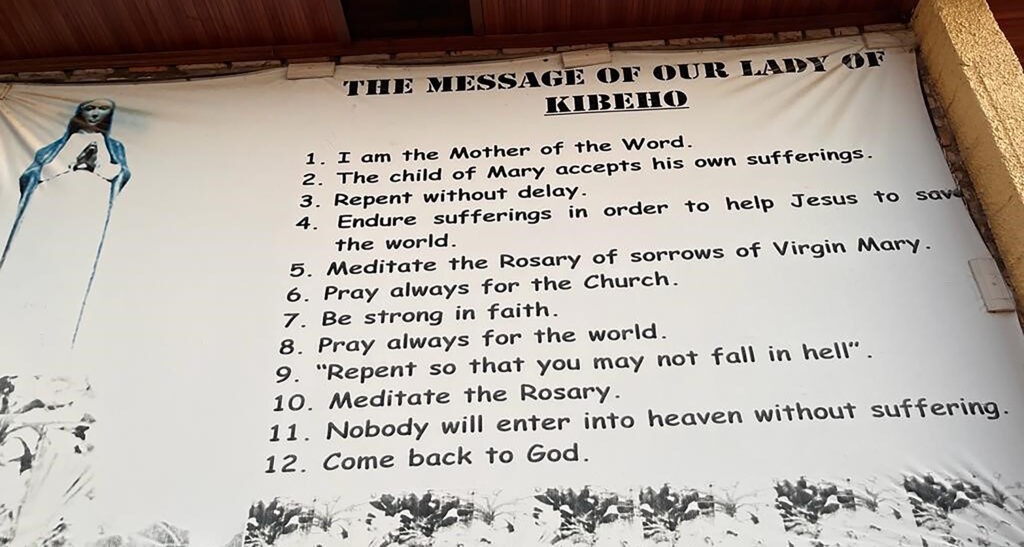 THE MESSAGE OF OUR LADY OF
KIBEHO
1. I am the Mother of the Word.
2. The child of Mary accepts his own sufferings.
3. Repent without delay.
4. Endure sufferings in order to help Jesus to save
the world.
5. Meditate the Rosary of sorrows of Virgin Mary.
6. Pray always for the Church.
7. Be strong in faith.
8. Pray always for the world.
9. “Repent so that you may not fall in hell”.
10. Meditate the Rosary.
11. Nobody will enter into heaven without suffering.
12. Come back to God.